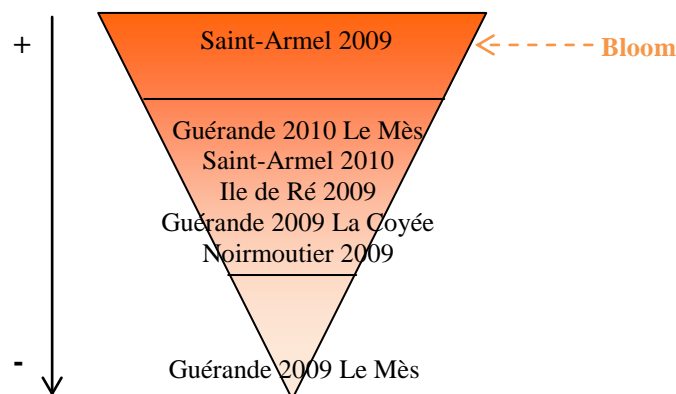 +
Saint-Armel 2009
Bloom
Guérande 2010 Le Mès
Saint-Armel 2010
Ile de Ré 2009
Guérande 2009 La Coyée
Noirmoutier 2009
-
Guérande 2009 Le Mès